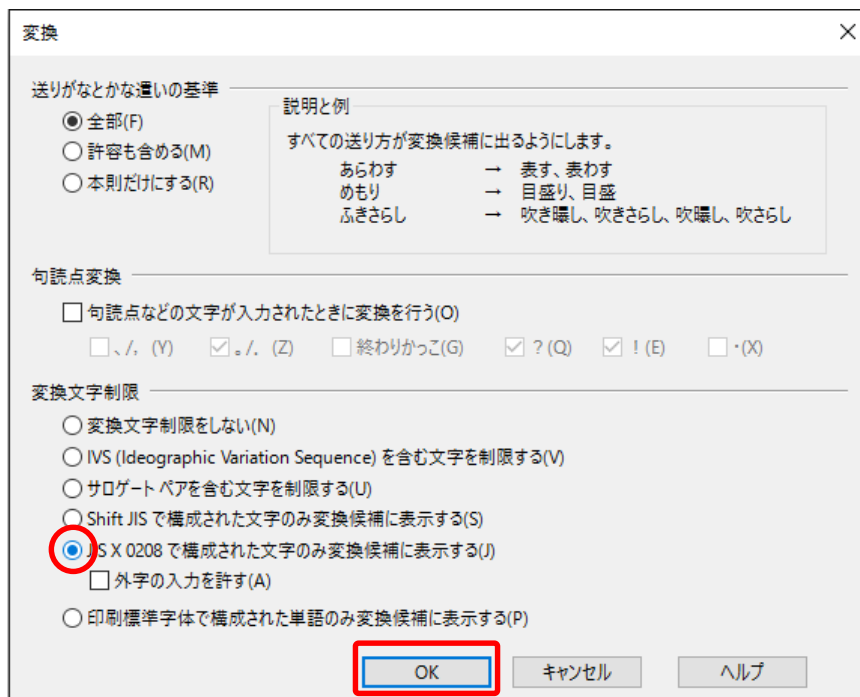 変換
送りがなとかな遣いの基準
全部(F)
許容も含める(M)
本則だけにする(R)
説明と例
すべての送り方が変換候補に出るようにします。
あらわす → 表す、表わす
めもり → 目盛り、目盛
ふきさらし → 吹き曝し、吹きさらし、吹曝し、吹さらし
句読点変換
句読点などの文字が入力されたときに変換を行う(O)
、/， (Y) 。/． (Z) 終わりかっこ(G) ？(Q) ！(E) ・(X)
変換文字制限
変換文字制限をしない(N)
IVS (Ideographic Variation Sequence) を含む文字を制限する(V)
サロゲート ペアを含む文字を制限する(U)
Shift JIS で構成された文字のみ変換候補に表示する(S)
JIS X 0208 で構成された文字のみ変換候補に表示する(J)
外字の入力を許す(A)
印刷標準字体で構成された単語のみ変換候補に表示する(P)
OK キャンセル ヘルプ